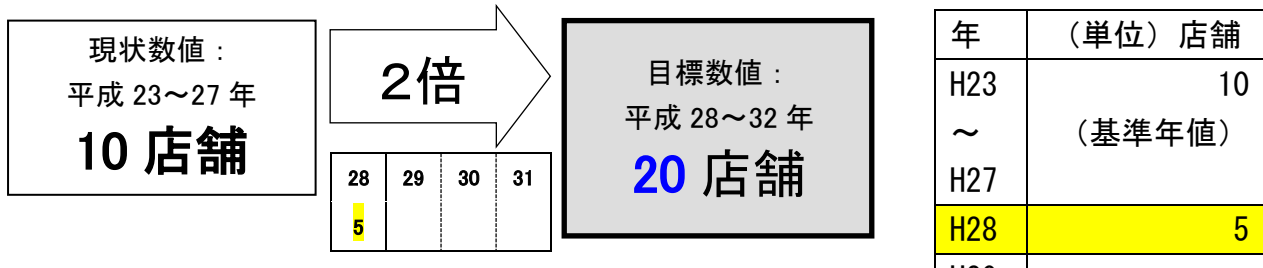 現状数値：
平成 23～27 年
10 店舗
２倍
28 29 30 31
5
目標数値：
平成 28～32 年
20 店舗
年 （単位）店舗
H23 10
～ （基準年値）
H27
H28 5